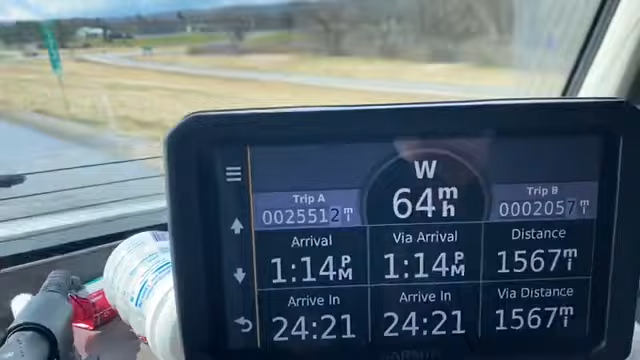 W
64 mh
Trip A
0025512 mi
Trip B
0002057 mi
Arrival
1:14 PM
Via Arrival
1:14 PM
Distance
1567 mi
Arrive In
24:21
Arrive In
24:21
Via Distance
1567 mi